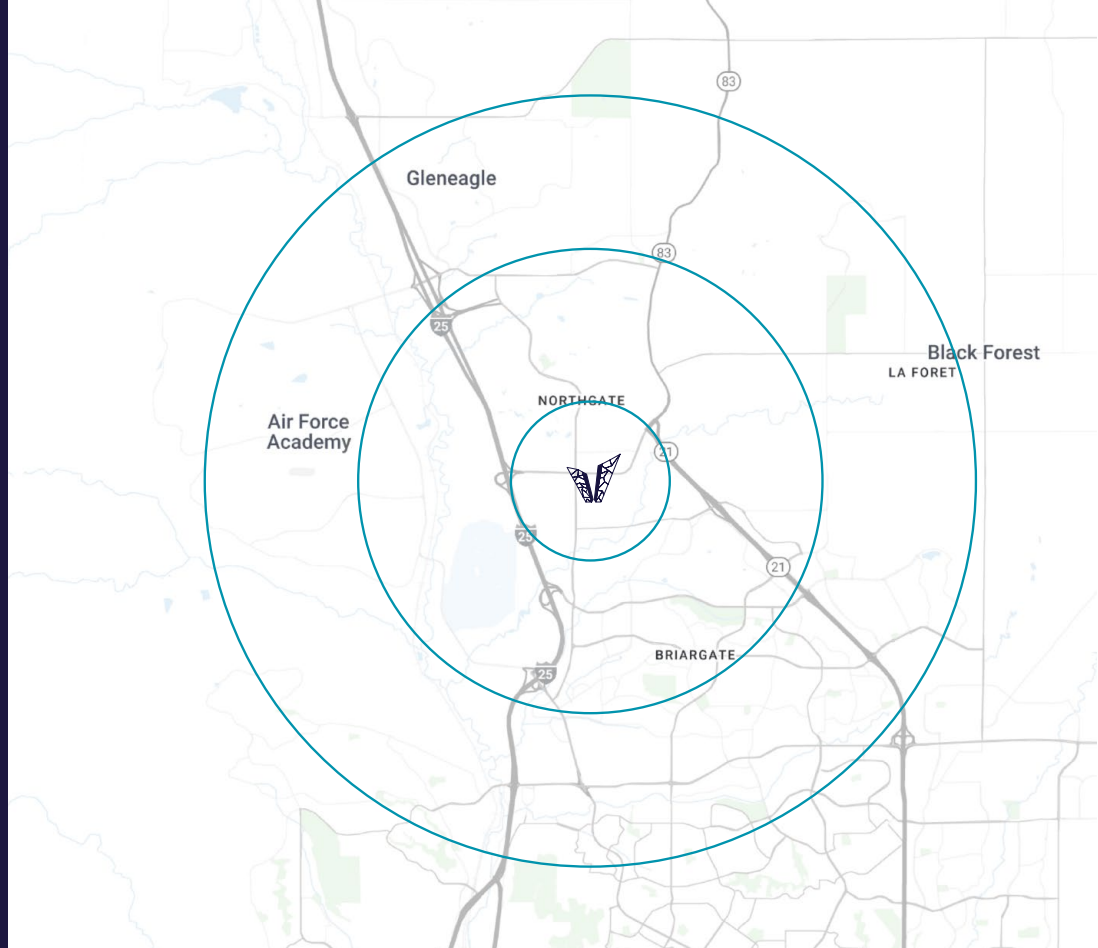 83
Gleneagle
83
25
Black Forest
LA FORET
NORTHGATE
Air Force
Academy
21
25
21
BRIARGATE
25